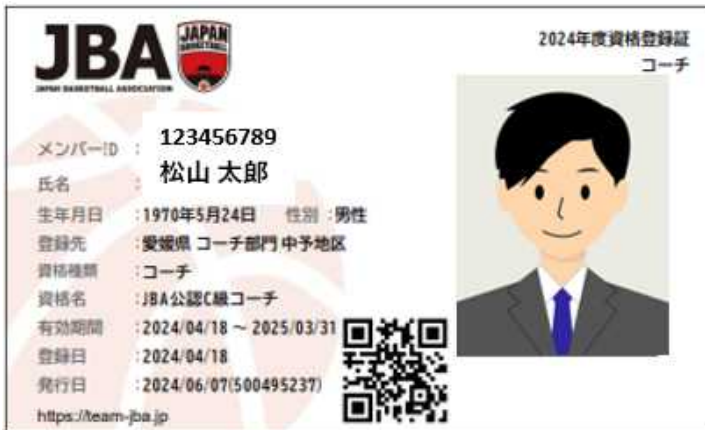 JBA
JAPAN BASKETBALL ASSOCIATION
JAPAN
BASKETBALL
2024年度資格登録証
コーチ
メンバーID : 123456789
氏名 : 松山 太郎
生年月日 : 1970年5月24日 性別 : 男性
登録先 : 愛媛県 コーチ部門 中予地区
資格種類 : コーチ
資格名 : JBA公認C級コーチ
有効期間 : 2024/04/18 ~ 2025/03/31
登録日 : 2024/04/18
発行日 : 2024/06/07(500495237)
https://team-jba.jp